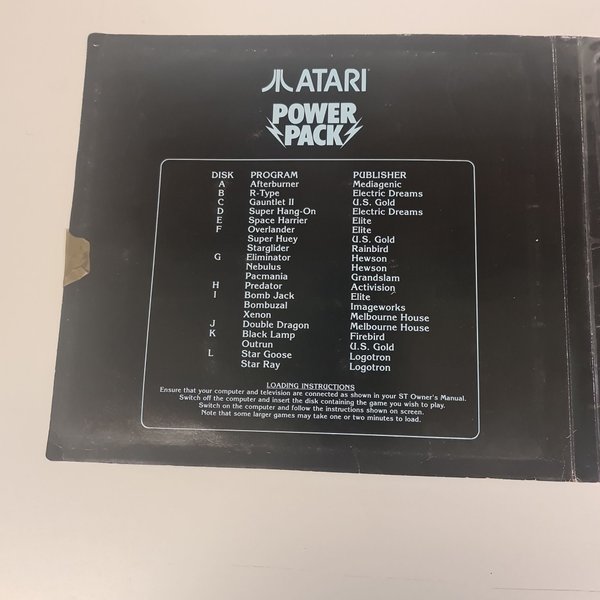 ATARI
POWER
PACK
DISK PROGRAM PUBLISHER
A Afterburner Mediagenic
B R-Type Electric Dreams
C Gauntlet II U.S. Gold
D Super Hang-On Electric Dreams
E Space Harrier Elite
F Overlander Elite
Super Huey U.S. Gold
Starglider Rainbird
G Eliminator Hewson
Nebulus Hewson
Pacmania Grandslam
H Predator Activision
I Bomb Jack Elite
Bombuzal Imageworks
Xenon Melbourne House
J Double Dragon Melbourne House
K Black Lamp Firebird
Outrun U.S. Gold
L Star Goose Logotron
Star Ray Logotron
LOADING INSTRUCTIONS
Ensure that your computer and television are connected as shown in your ST Owner's Manual.
Switch off the computer and insert the disk containing the game you wish to play.
Switch on the computer and follow the instructions shown on screen.
Note that some larger games may take one or two minutes to load.